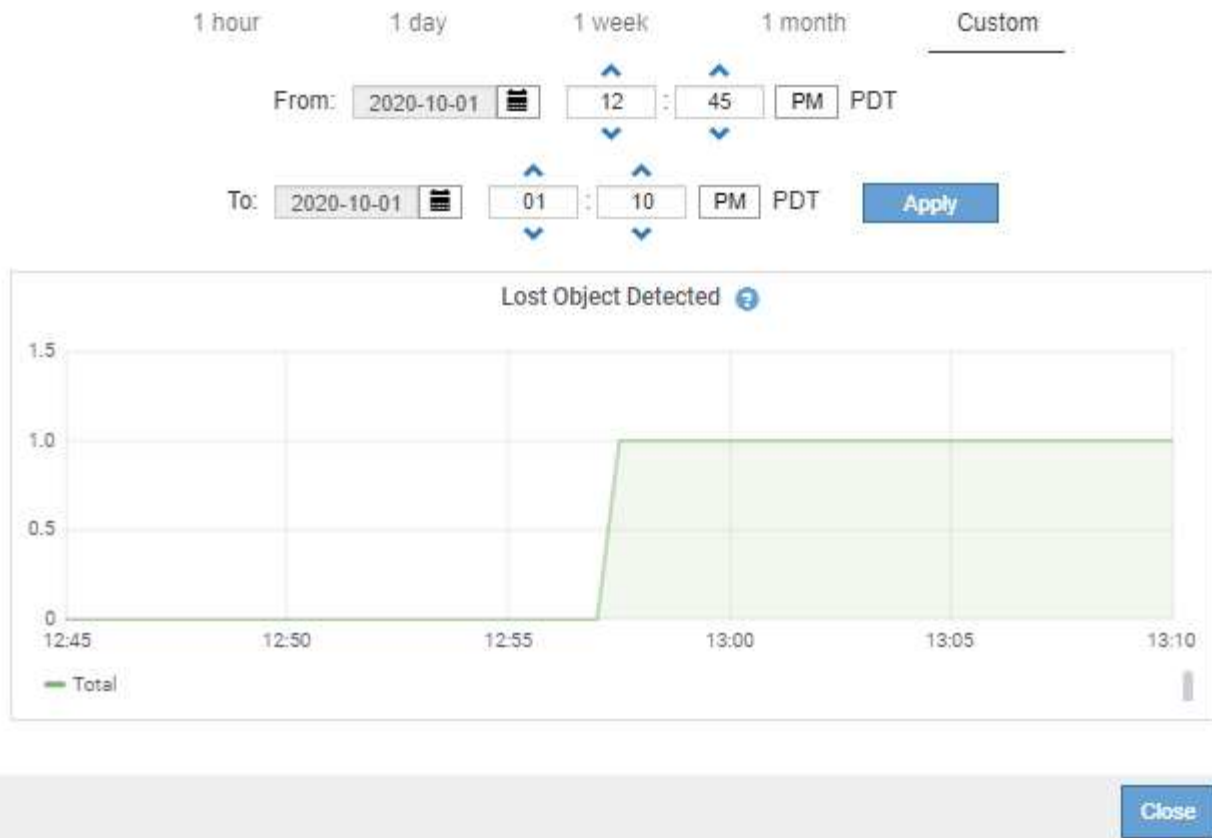 1 hour 1 day 1 week 1 month Custom
From: 2020-10-01 12 : 45 PM PDT
To: 2020-10-01 01 : 10 PM PDT Apply
Lost Object Detected ?
1.5
1.0
0.5
0
12:45 12:50 12:55 13:00 13:05 13:10
Total
Close